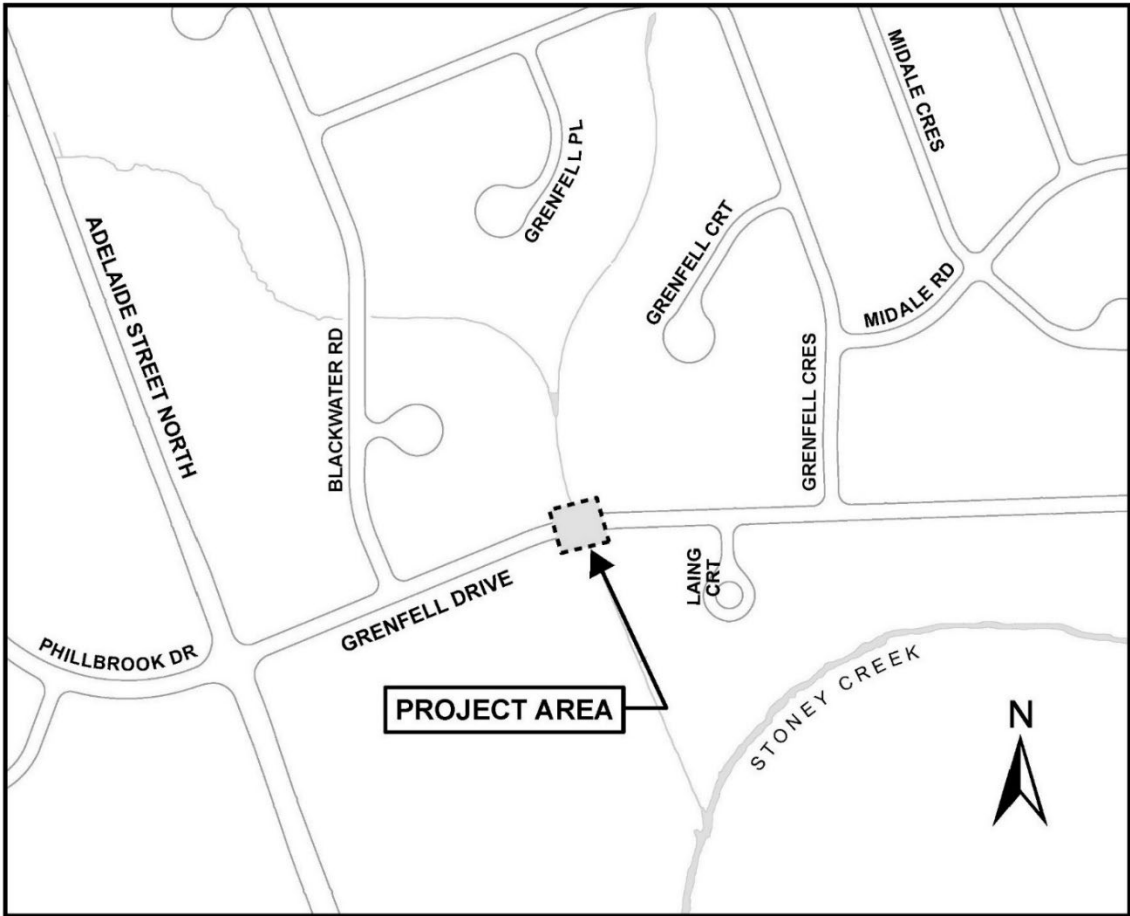 MIDALE CRES
GRENFELL PL
ADELAIDE STREET NORTH
GRENFELL CRT
MIDALE RD
BLACKWATER RD
GRENFELL CRES
LAING
CRT
GRENFELL DRIVE
PHILLBROOK DR
PROJECT AREA
STONEY CREEK
N